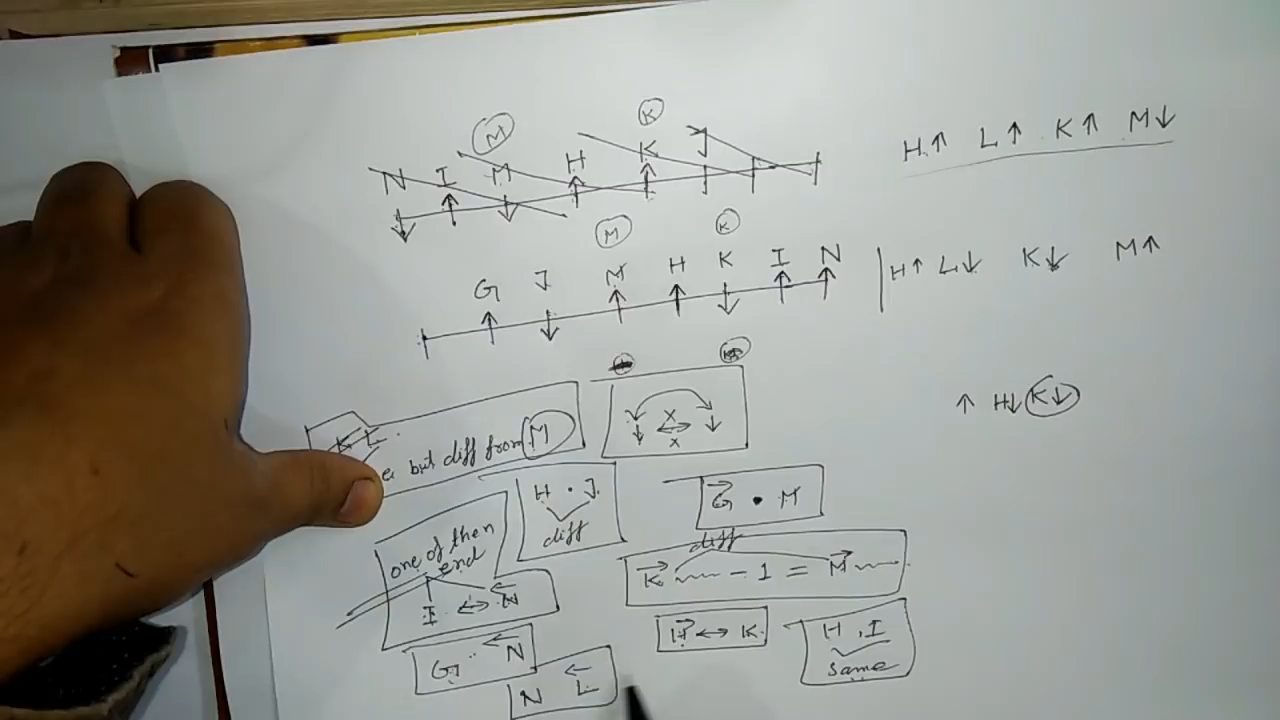 M K
N I M H K J
H↑ L↑ K↑ M↓
M K
G J M H K I N
H↑ L↓ K↓ M↑
↑ H↓ K↓
K L
but diff from M
X
X
H . J
diff
G • M
one of them
end
I ↔ N
diff
K - 1 = M
G .. N
H ↔ K
H , I
same
N L